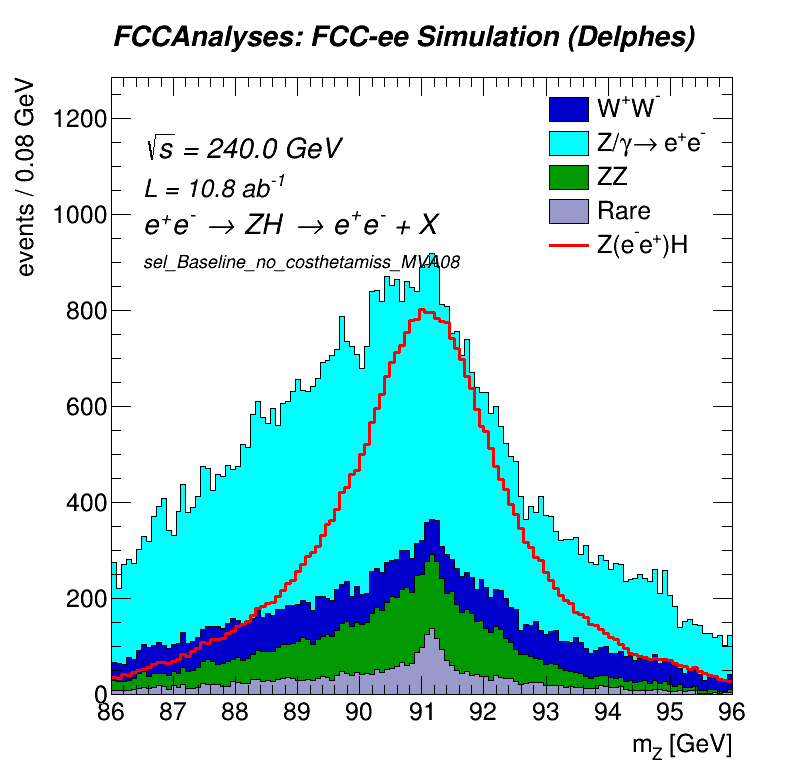 FCCAnalyses: FCC-ee Simulation (Delphes)
events / 0.08 GeV
1200
1000
800
600
400
200
0
√s = 240.0 GeV
L = 10.8 ab⁻¹
e⁺e⁻ → ZH → e⁺e⁻ + X
sel_Baseline_no_costhetamiss_MVA08
W⁺W⁻
Z/γ→ e⁺e⁻
ZZ
Rare
Z(e⁻e⁺)H
86 87 88 89 90 91 92 93 94 95 96
m_Z [GeV]